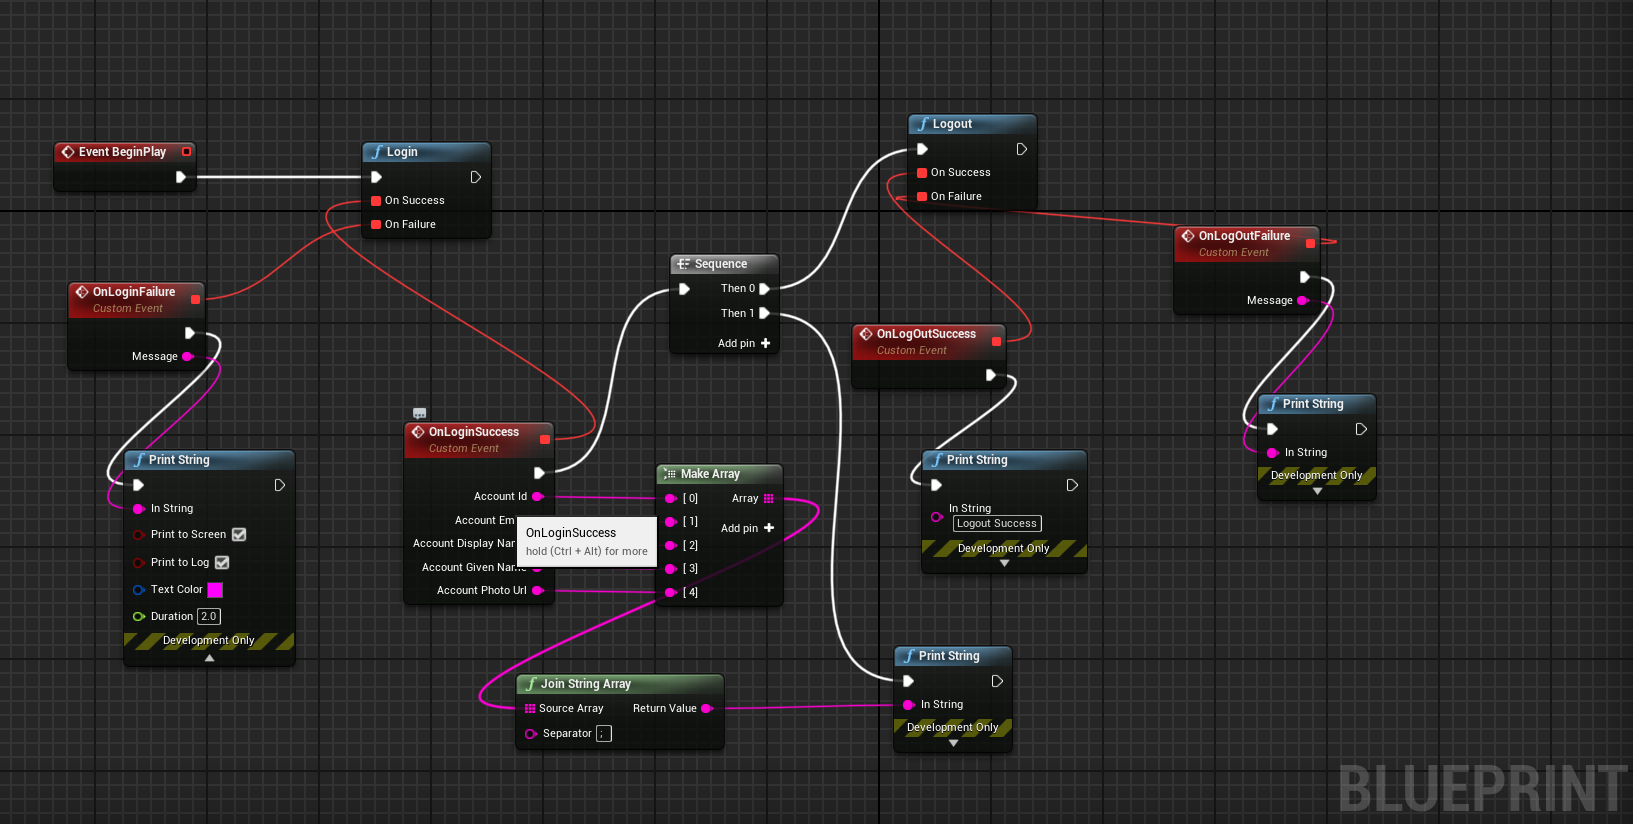 Event BeginPlay
Login
On Success
On Failure
OnLoginFailure
Custom Event
Message
Print String
In String
Print to Screen
Print to Log
Text Color
Duration 2.0
Development Only
OnLoginSuccess
Custom Event
Account Id
Account Em
Account Display Nar
Account Given Name
Account Photo Url
OnLoginSuccess
hold (Ctrl + Alt) for more
Sequence
Then 0
Then 1
Add pin
Make Array
[ 0] Array
[ 1] Add pin
[ 2]
[ 3]
[ 4]
Join String Array
Source Array Return Value
Separator ;
Logout
On Success
On Failure
OnLogOutSuccess
Custom Event
Print String
In String
Logout Success
Development Only
Print String
In String
Development Only
OnLogOutFailure
Custom Event
Message
Print String
In String
Development Only
BLUEPRINT